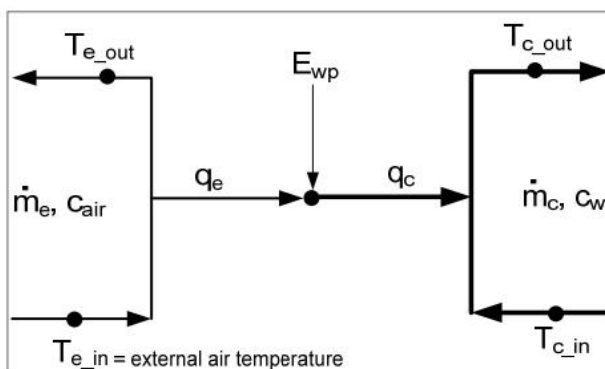 T_e_out
T_c_out
E_wp
q_e
q_c
ṁ_e, c_air
ṁ_c, c_w
T_e_in = external air temperature
T_c_in